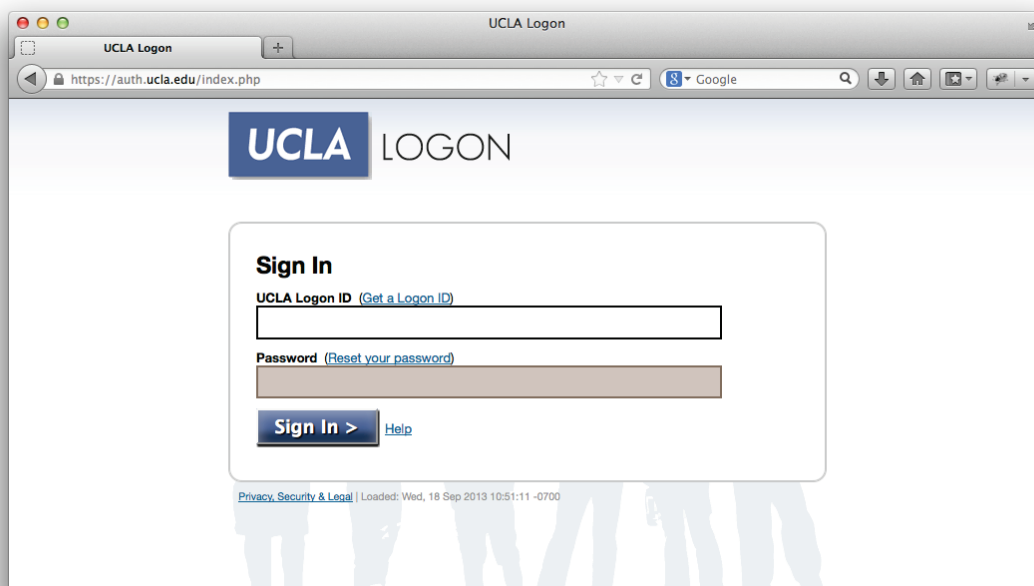 UCLA Logon
UCLA Logon
https://auth.ucla.edu/index.php
8 Google
UCLA LOGON
Sign In
UCLA Logon ID (Get a Logon ID)
Password (Reset your password)
Sign In > Help
Privacy, Security & Legal | Loaded: Wed, 18 Sep 2013 10:51:11 -0700